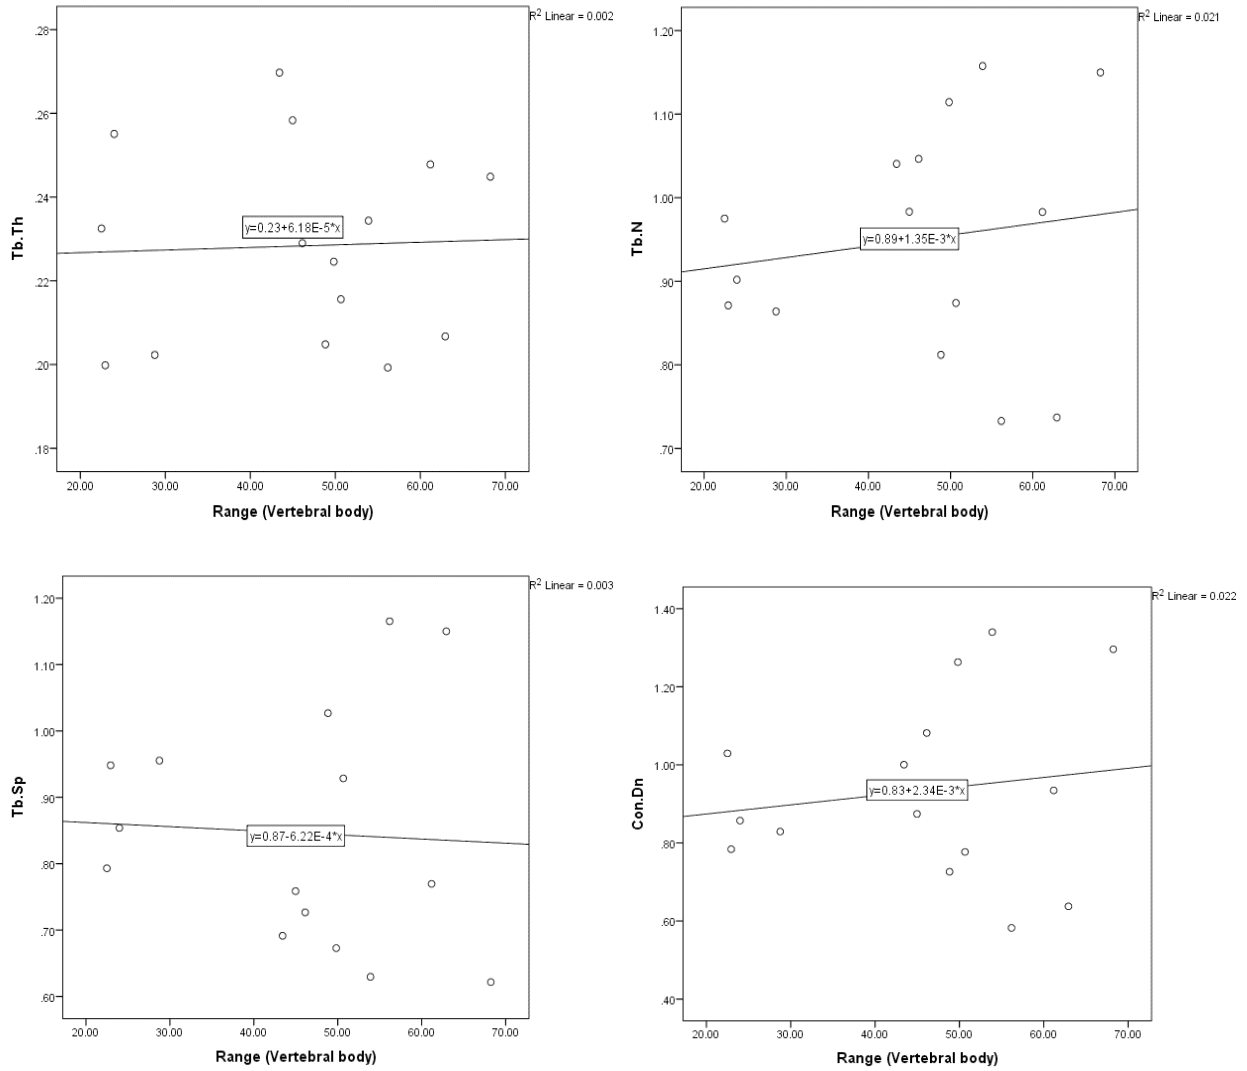 R2 Linear = 0.002
.28
.26
.24
.22
.20
.18
Tb.Th
y=0.23+6.18E-5*x
20.00 30.00 40.00 50.00 60.00 70.00
Range (Vertebral body)
R2 Linear = 0.021
1.20
1.10
1.00
.90
.80
.70
Tb.N
y=0.89+1.35E-3*x
20.00 30.00 40.00 50.00 60.00 70.00
Range (Vertebral body)
R2 Linear = 0.003
1.20
1.10
1.00
.90
.80
.70
.60
Tb.Sp
y=0.87-6.22E-4*x
20.00 30.00 40.00 50.00 60.00 70.00
Range (Vertebral body)
R2 Linear = 0.022
1.40
1.20
1.00
.80
.60
.40
Con.Dn
y=0.83+2.34E-3*x
20.00 30.00 40.00 50.00 60.00 70.00
Range (Vertebral body)